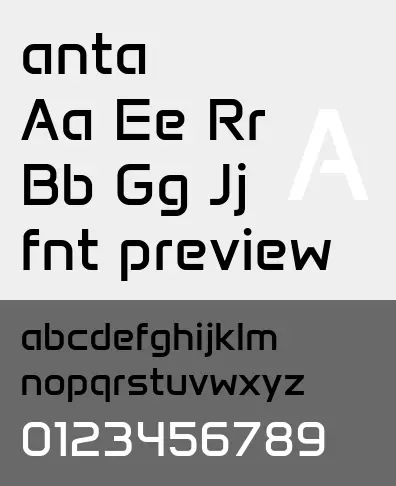 anta
Aa Ee Rr
A
Bb Gg Jj
fnt preview
abcdefghijklm
nopqrstuvwxyz
0123456789